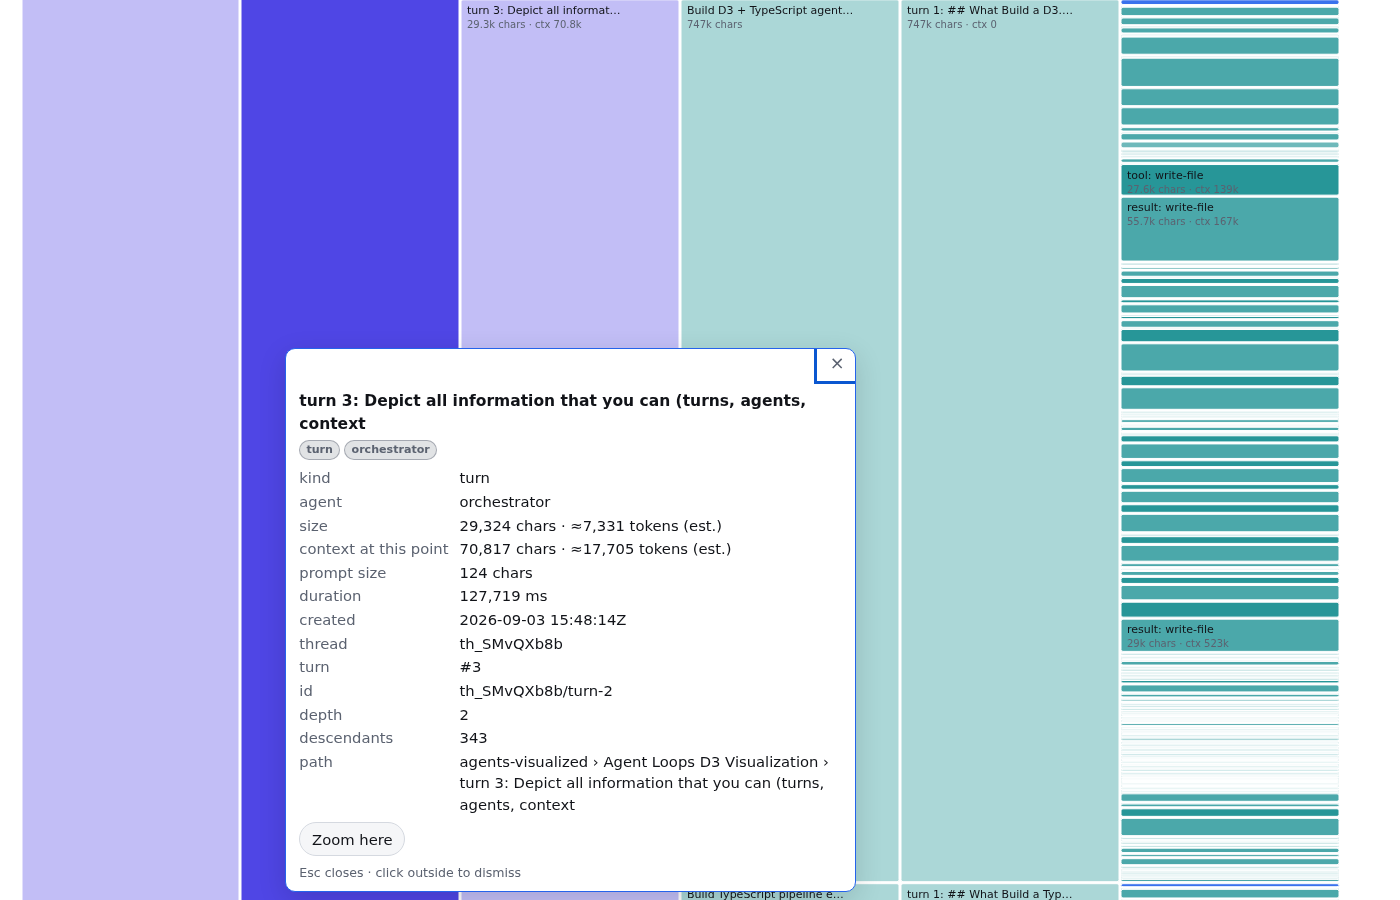 turn 3: Depict all informat...
29.3k chars · ctx 70.8k
Build D3 + TypeScript agent...
747k chars
turn 1: ## What Build a D3....
747k chars · ctx 0
tool: write-file
27.6k chars · ctx 139k
result: write-file
55.7k chars · ctx 167k
result: write-file
29k chars · ctx 523k
×
turn 3: Depict all information that you can (turns, agents,
context
turn orchestrator
kind turn
agent orchestrator
size 29,324 chars · ≈7,331 tokens (est.)
context at this point 70,817 chars · ≈17,705 tokens (est.)
prompt size 124 chars
duration 127,719 ms
created 2026-09-03 15:48:14Z
thread th_SMvQXb8b
turn #3
id th_SMvQXb8b/turn-2
depth 2
descendants 343
path agents-visualized › Agent Loops D3 Visualization ›
turn 3: Depict all information that you can (turns,
agents, context
Zoom here
Esc closes · click outside to dismiss
Build TypeScript pipeline e...
turn 1: ## What Build a Typ...